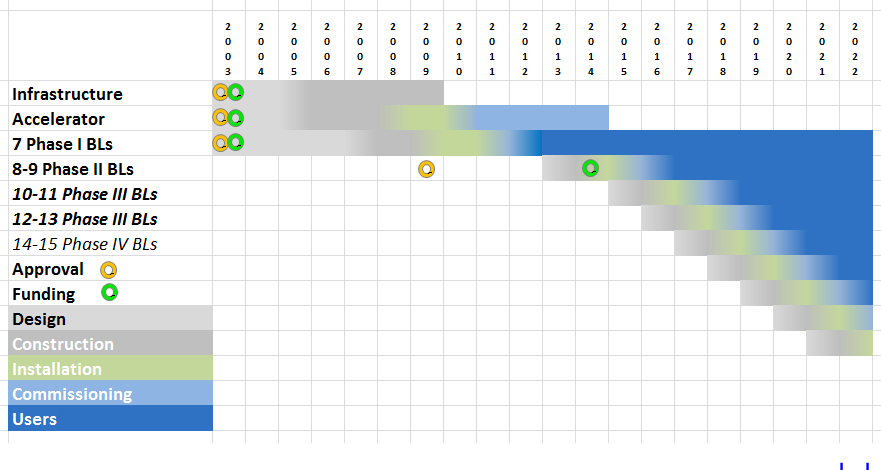 2003 2004 2005 2006 2007 2008 2009 2010 2011 2012 2013 2014 2015 2016 2017 2018 2019 2020 2021 2022
Infrastructure
Accelerator
7 Phase I BLs
8-9 Phase II BLs
10-11 Phase III BLs
12-13 Phase III BLs
14-15 Phase IV BLs
Approval
Funding
Design
Construction
Installation
Commissioning
Users